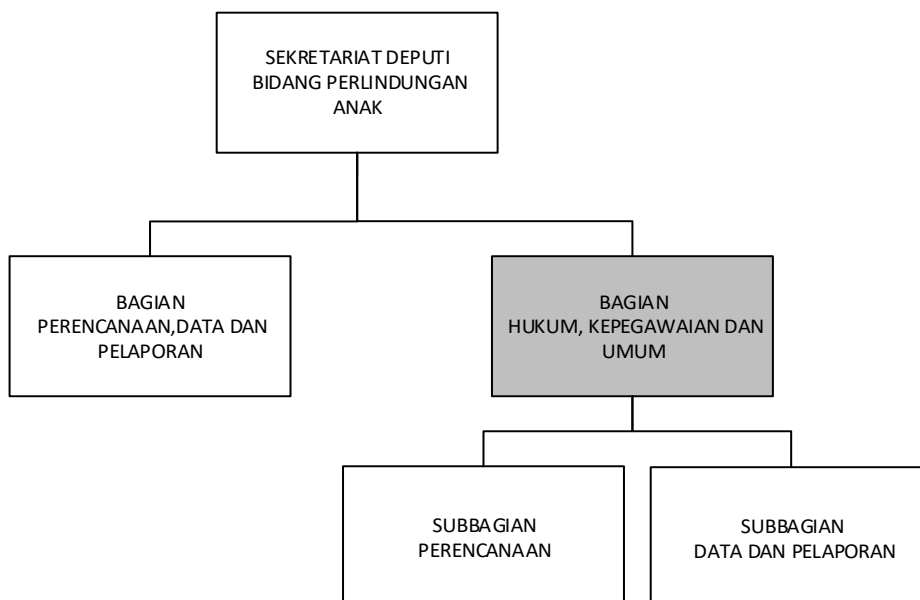 SEKRETARIAT DEPUTI
BIDANG PERLINDUNGAN
ANAK
BAGIAN
PERENCANAAN,DATA DAN
PELAPORAN
BAGIAN
HUKUM, KEPEGAWAIAN DAN
UMUM
SUBBAGIAN
PERENCANAAN
SUBBAGIAN
DATA DAN PELAPORAN